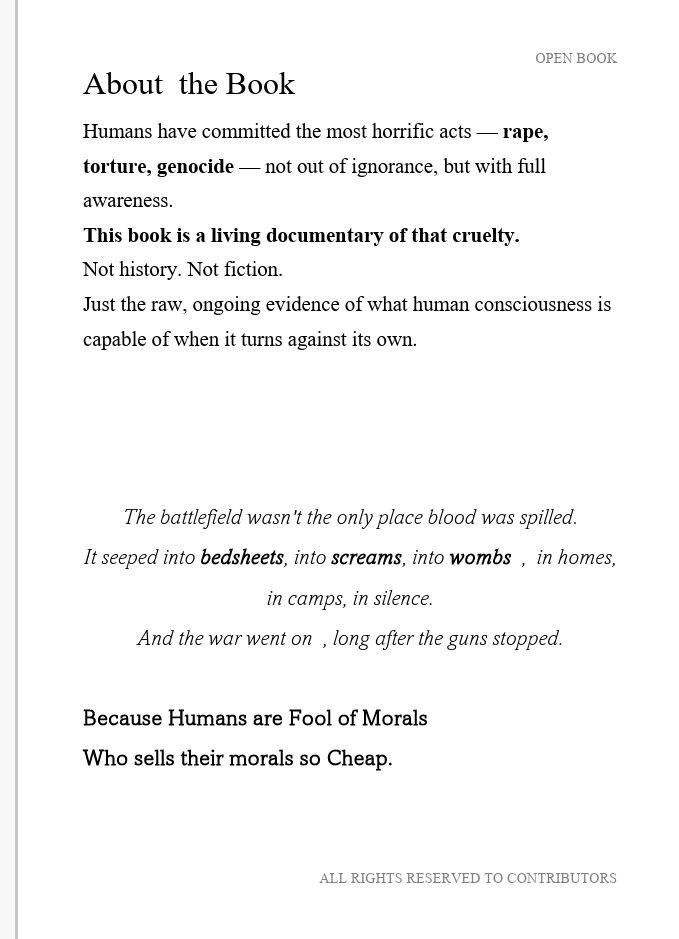 OPEN BOOK
About  the Book
Humans have committed the most horrific acts — rape,
torture, genocide — not out of ignorance, but with full
awareness.
This book is a living documentary of that cruelty.
Not history. Not fiction.
Just the raw, ongoing evidence of what human consciousness is
capable of when it turns against its own.
The battlefield wasn't the only place blood was spilled.
It seeped into bedsheets, into screams, into wombs  ,  in homes,
in camps, in silence.
And the war went on  , long after the guns stopped.
Because Humans are Fool of Morals
Who sells their morals so Cheap.
ALL RIGHTS RESERVED TO CONTRIBUTORS